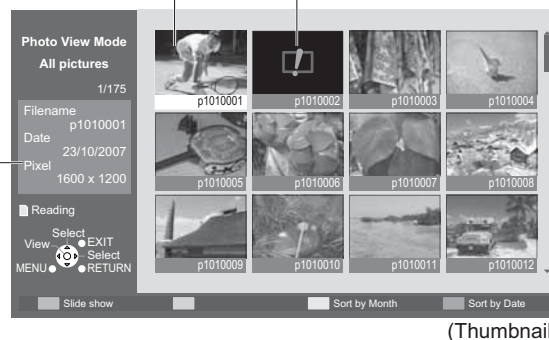 Photo View Mode
All pictures
1/175
Filename
p1010001
Date
23/10/2007
Pixel
1600 x 1200
Reading
Select
View
EXIT
Select
MENU
RETURN
p1010001
p1010002
p1010003
p1010004
p1010005
p1010006
p1010007
p1010008
p1010009
p1010010
p1010011
p1010012
Slide show
Sort by Month
Sort by Date
(Thumbnail